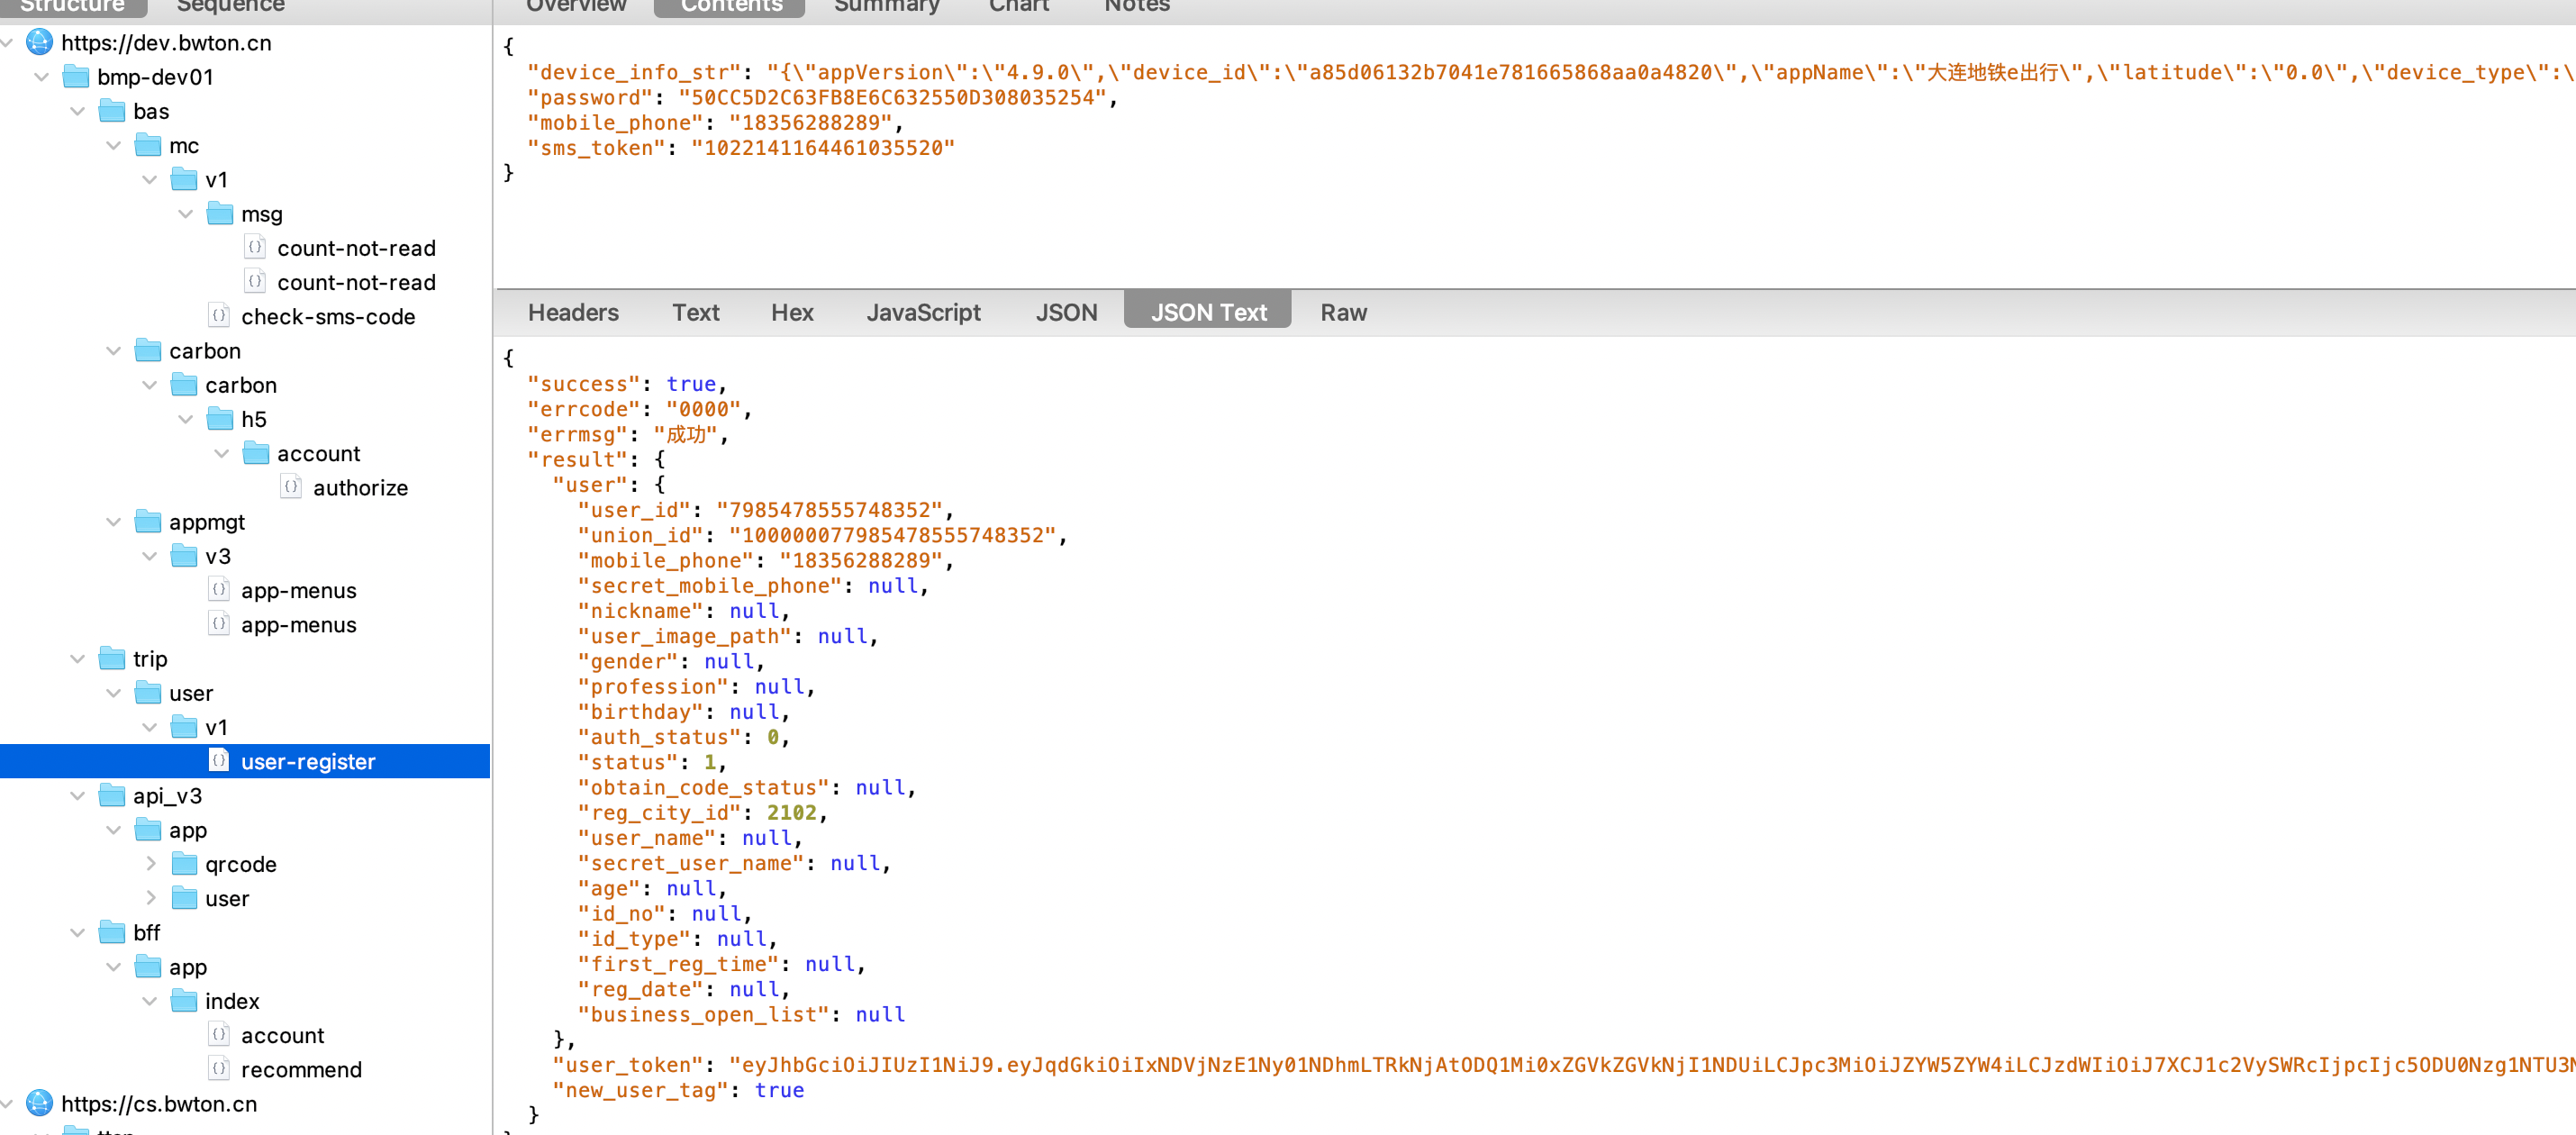 Structure
Sequence
https://dev.bwton.cn
bmp-dev01
bas
mc
v1
msg
count-not-read
count-not-read
check-sms-code
carbon
carbon
h5
account
authorize
appmgt
v3
app-menus
app-menus
trip
user
v1
user-register
api_v3
app
qrcode
user
bff
app
index
account
recommend
https://cs.bwton.cn
Overview
Contents
Summary
Chart
Notes
{
"device_info_str": "{\"appVersion\":\"4.9.0\",\"device_id\":\"a85d06132b7041e781665868aa0a4820\",\"appName\":\"大连地铁e出行\",\"latitude\":\"0.0\",\"device_type\":\
"password": "50CC5D2C63FB8E6C632550D308035254",
"mobile_phone": "18356288289",
"sms_token": "1022141164461035520"
}
Headers
Text
Hex
JavaScript
JSON
JSON Text
Raw
{
"success": true,
"errcode": "0000",
"errmsg": "成功",
"result": {
"user": {
"user_id": "7985478555748352",
"union_id": "1000000779854785557 48352",
"mobile_phone": "18356288289",
"secret_mobile_phone": null,
"nickname": null,
"user_image_path": null,
"gender": null,
"profession": null,
"birthday": null,
"auth_status": 0,
"status": 1,
"obtain_code_status": null,
"reg_city_id": 2102,
"user_name": null,
"secret_user_name": null,
"age": null,
"id_no": null,
"id_type": null,
"first_reg_time": null,
"reg_date": null,
"business_open_list": null
},
"user_token": "eyJhbGciOiJIUzI1NiJ9.eyJqdGkiOiIxNDVjNzE1Ny01NDhmLTRkNjAtODQ1Mi0xZGVkZGVkNjI1NDUiLCJpc3MiOiJZYW5ZYW4iLCJzdWIiOiJ7XCJ1c2VySWRcIjpcIjc5ODU0Nzg1NTU3N
"new_user_tag": true
}